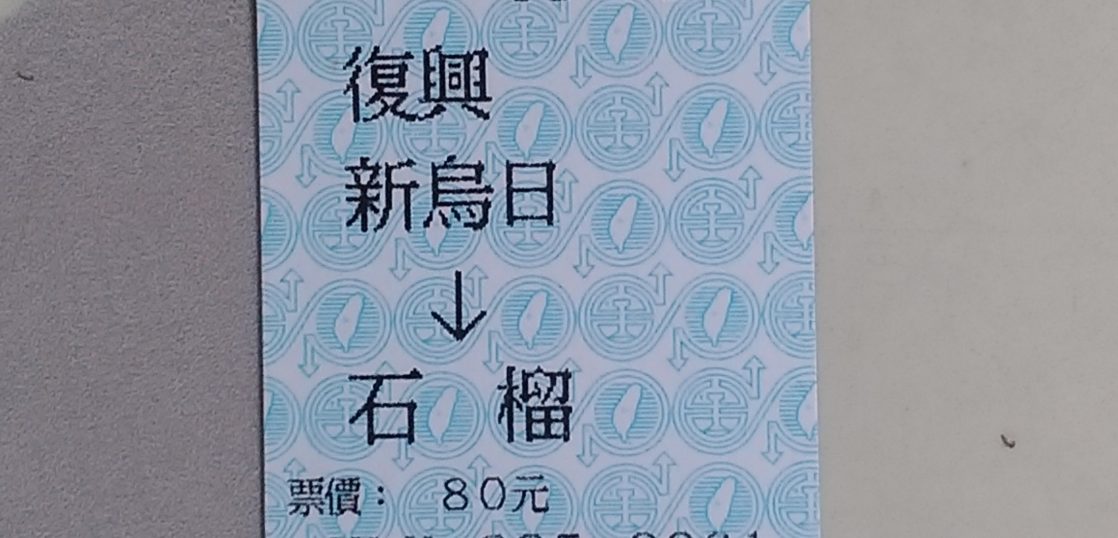 復興
新烏日
↓
石 榴
票價： 80元